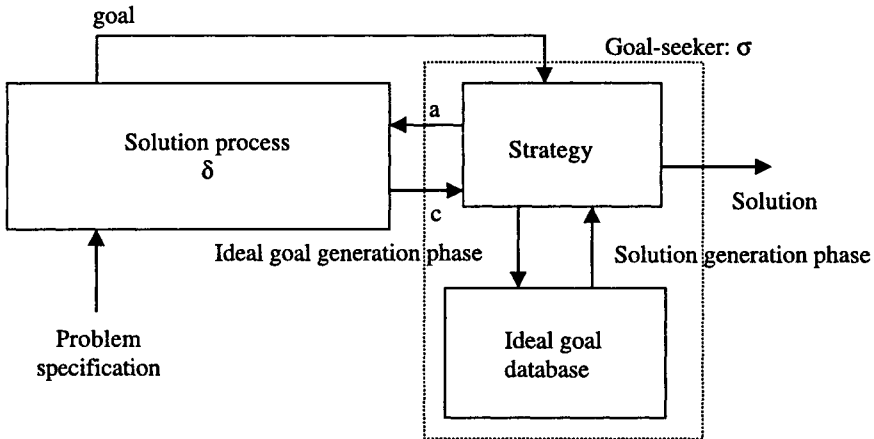 goal
Goal-seeker: σ
a
Solution process
δ
Strategy
c
Solution
Ideal goal generation phase
Solution generation phase
Problem
specification
Ideal goal
database